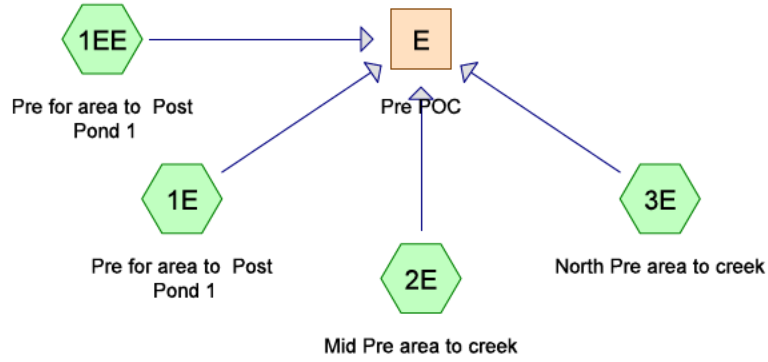 1EE
E
Pre for area to Post
Pond 1
Pre POC
1E
3E
Pre for area to Post
Pond 1
2E
North Pre area to creek
Mid Pre area to creek